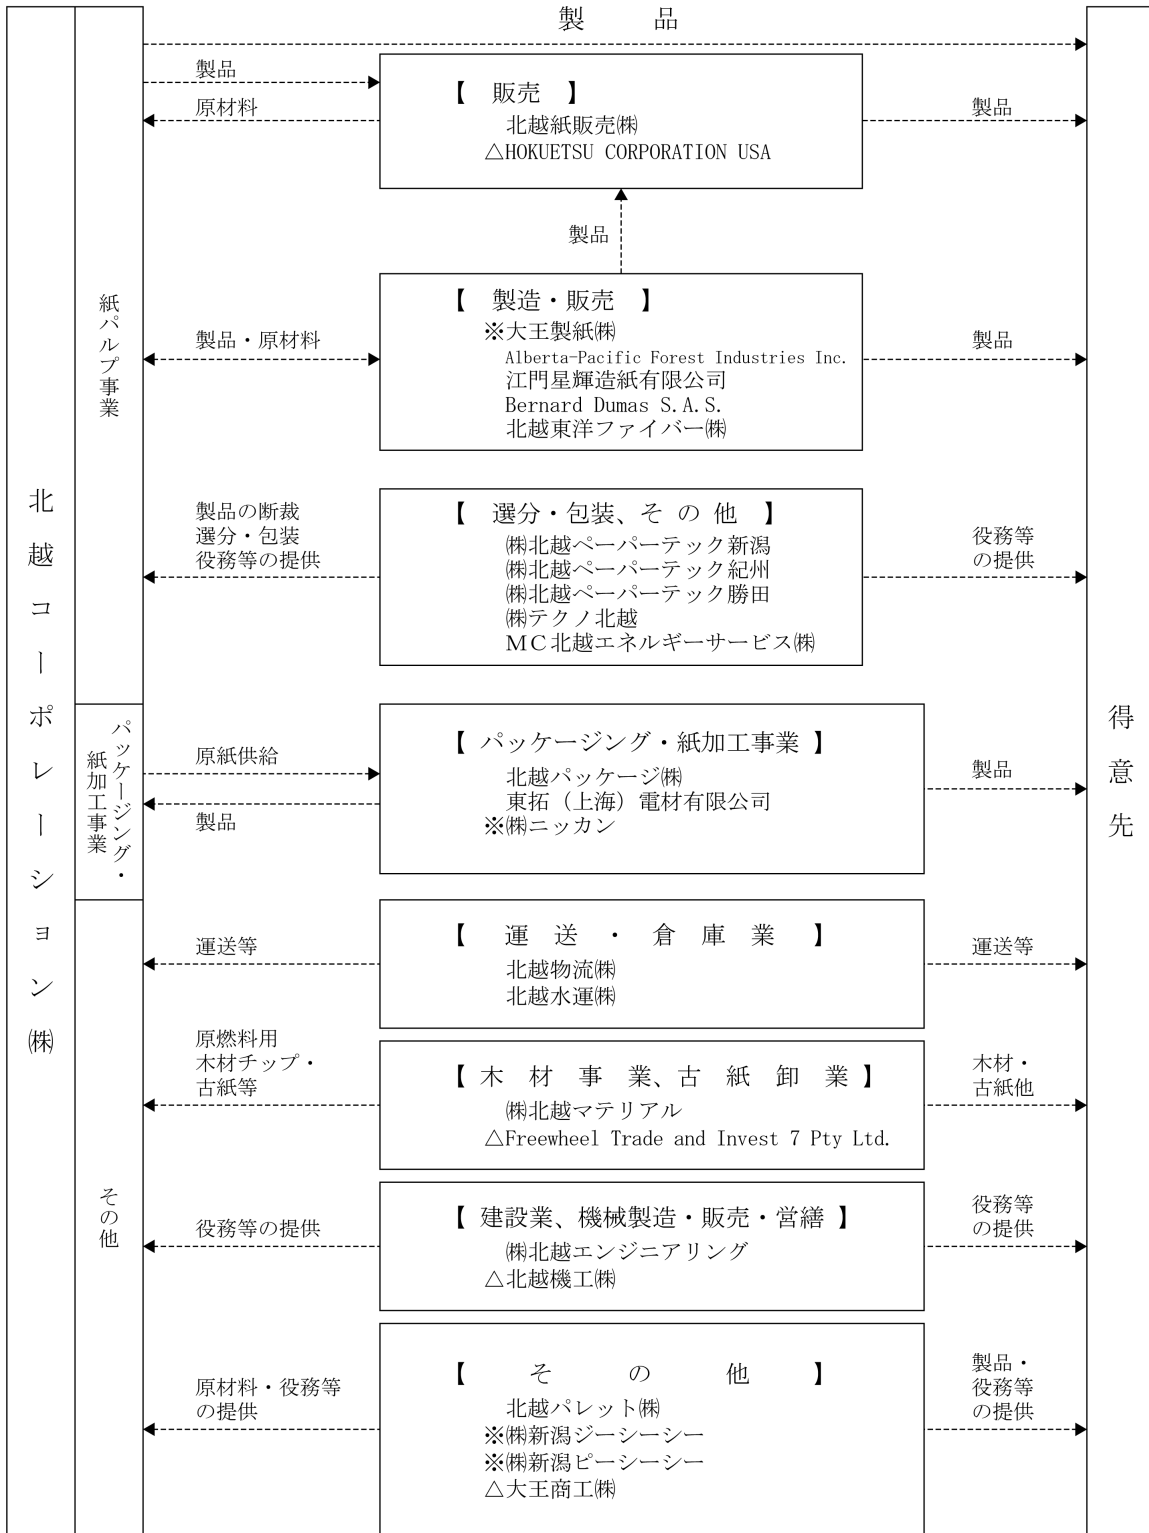 北越コーポレーション㈱
紙パルプ事業
パッケージング・
紙加工事業
その他
製品
製品
原材料
【 販売 】
北越紙販売㈱
△HOKUETSU CORPORATION USA
製品
製品
【 製造・販売 】
※大王製紙㈱
Alberta-Pacific Forest Industries Inc.
江門星輝造紙有限公司
Bernard Dumas S.A.S.
北越東洋ファイバー㈱
製品・原材料
製品
製品の断裁
選分・包装
役務等の提供
【 選分・包装、その他 】
㈱北越ペーパーテック新潟
㈱北越ペーパーテック紀州
㈱北越ペーパーテック勝田
㈱テクノ北越
ＭＣ北越エネルギーサービス㈱
役務等
の提供
原紙供給
製品
【 パッケージング・紙加工事業 】
北越パッケージ㈱
東拓（上海）電材有限公司
※㈱ニッカン
製品
運送等
【 運送・倉庫業 】
北越物流㈱
北越水運㈱
運送等
原燃料用
木材チップ・
古紙等
【 木材事業、古紙卸業 】
㈱北越マテリアル
△Freewheel Trade and Invest 7 Pty Ltd.
木材・
古紙他
役務等の提供
【 建設業、機械製造・販売・営繕 】
㈱北越エンジニアリング
△北越機工㈱
役務等
の提供
原材料・役務等
の提供
【 その他 】
北越パレット㈱
※㈱新潟ジーシーシー
※㈱新潟ピーシーシー
△大王商工㈱
製品・
役務等
の提供
得意先